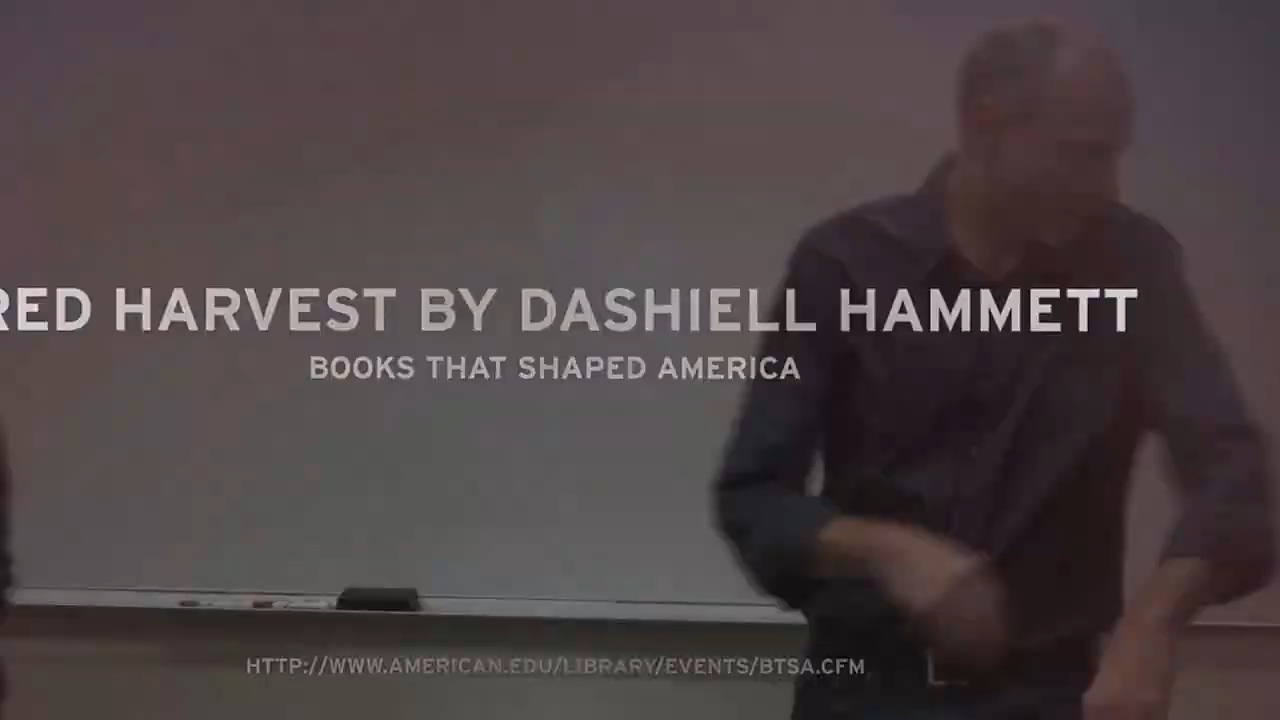 RED HARVEST BY DASHIELL HAMMETT
BOOKS THAT SHAPED AMERICA
HTTP://WWW.AMERICAN.EDU/LIBRARY/EVENTS/BTSA.CFM